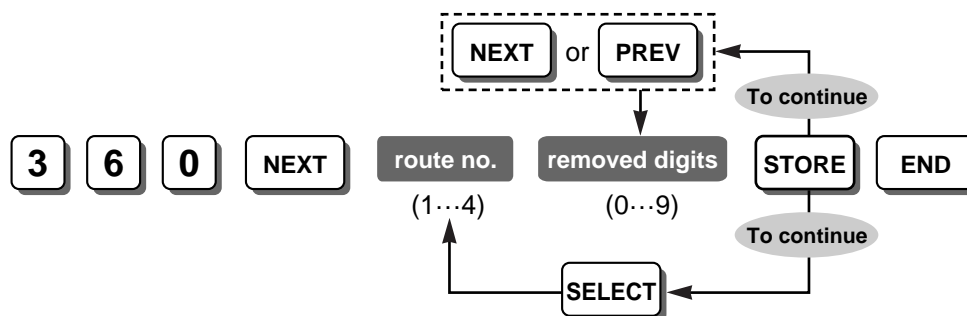 NEXT or PREV
To continue
3 6 0 NEXT route no. removed digits STORE END
(1···4) (0···9)
To continue
SELECT